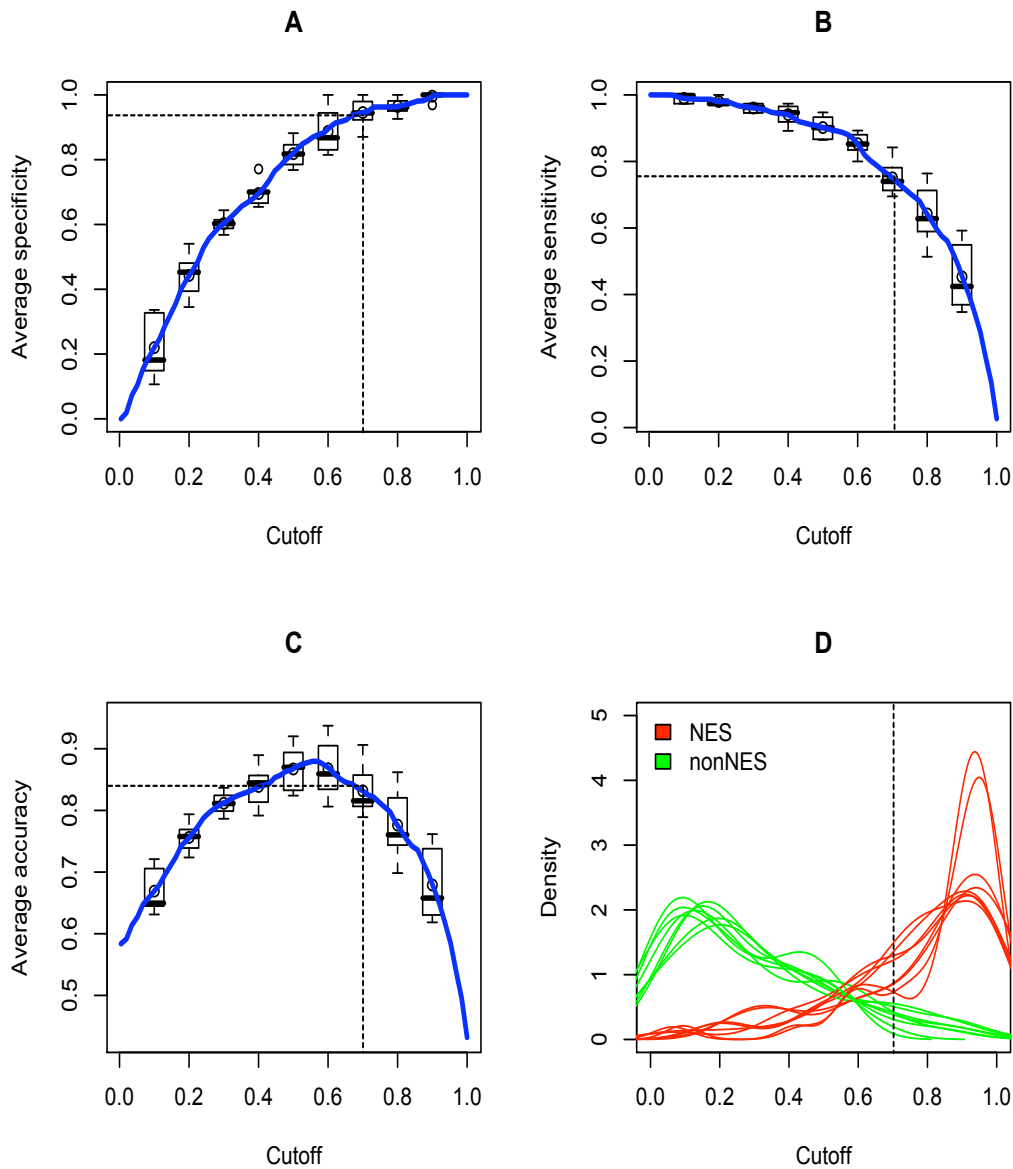 A
Average specificity
0.0 0.2 0.4 0.6 0.8 1.0
0.0 0.2 0.4 0.6 0.8 1.0
Cutoff
B
Average sensitivity
0.0 0.2 0.4 0.6 0.8 1.0
0.0 0.2 0.4 0.6 0.8 1.0
Cutoff
C
Average accuracy
0.5 0.6 0.7 0.8 0.9
0.0 0.2 0.4 0.6 0.8 1.0
Cutoff
D
Density
0 1 2 3 4 5
NES
nonNES
0.0 0.2 0.4 0.6 0.8 1.0
Cutoff